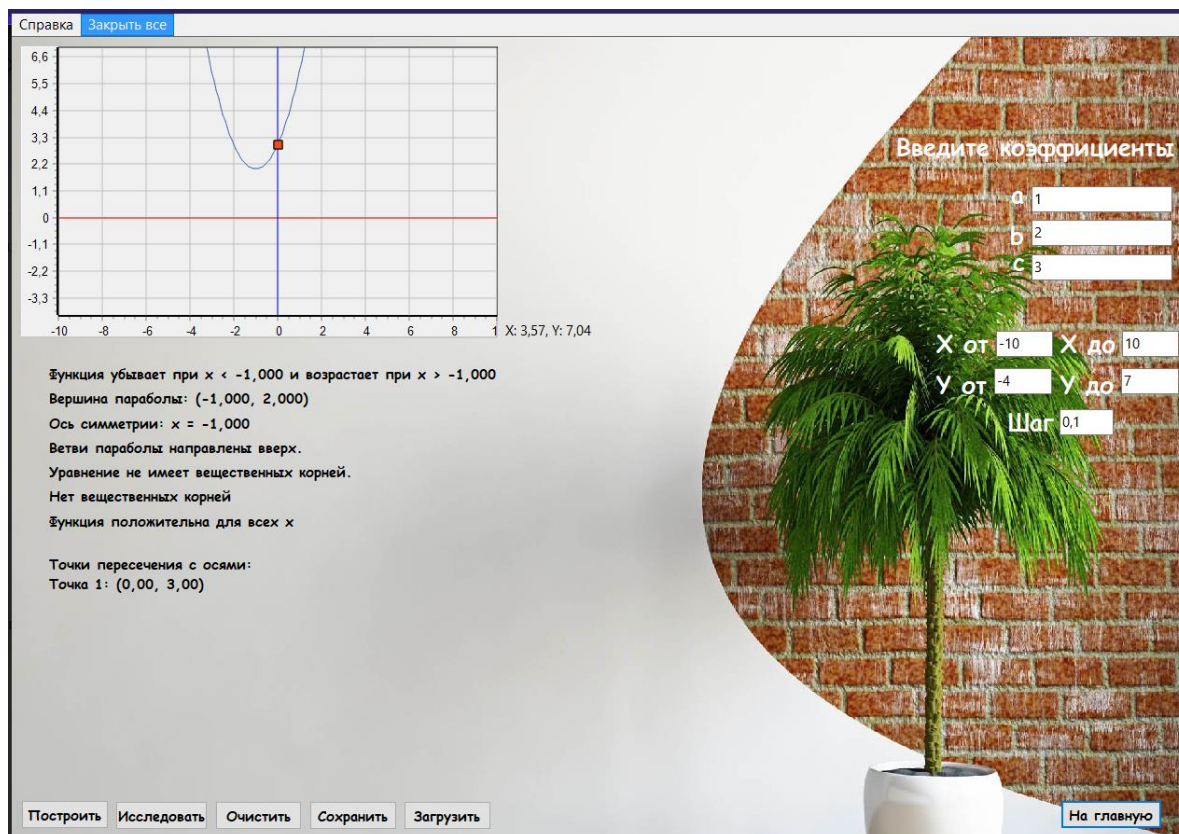 Справка Закрыть все
6,6
5,5
4,4
3,3
2,2
1,1
0
-1,1
-2,2
-3,3
-10 -8 -6 -4 -2 0 2 4 6 8 1
X: 3,57, Y: 7,04
Функция убывает при x < -1,000 и возрастает при x > -1,000
Вершина параболы: (-1,000, 2,000)
Ось симметрии: x = -1,000
Ветви параболы направлены вверх.
Уравнение не имеет вещественных корней.
Нет вещественных корней
Функция положительна для всех x
Точки пересечения с осями:
Точка 1: (0,00, 3,00)
Введите коэффициенты
a 1
b 2
c 3
X от -10 X до 10
Y от -4 Y до 7
Шаг 0,1
Построить Исследовать Очистить Сохранить Загрузить На главную